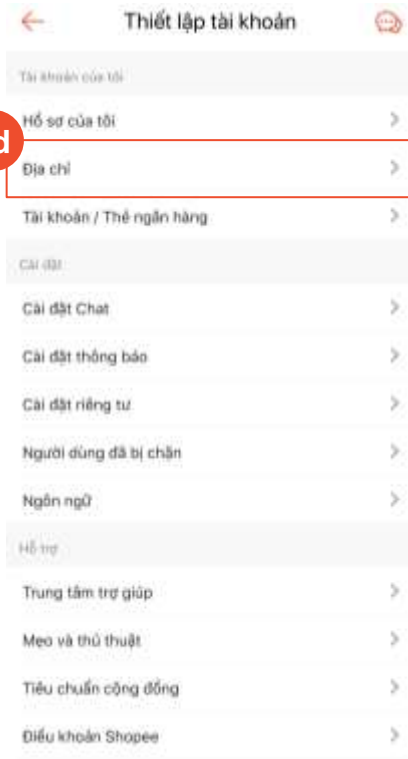 Thiết lập tài khoản
Tài khoản của tôi
Hồ sơ của tôi
d
Địa chỉ
Tài khoản / Thẻ ngân hàng
Cài đặt
Cài đặt Chat
Cài đặt thông báo
Cài đặt riêng tư
Người dùng đã bị chặn
Ngôn ngữ
Hỗ trợ
Trung tâm trợ giúp
Mẹo và thủ thuật
Tiêu chuẩn cộng đồng
Điều khoản Shopee